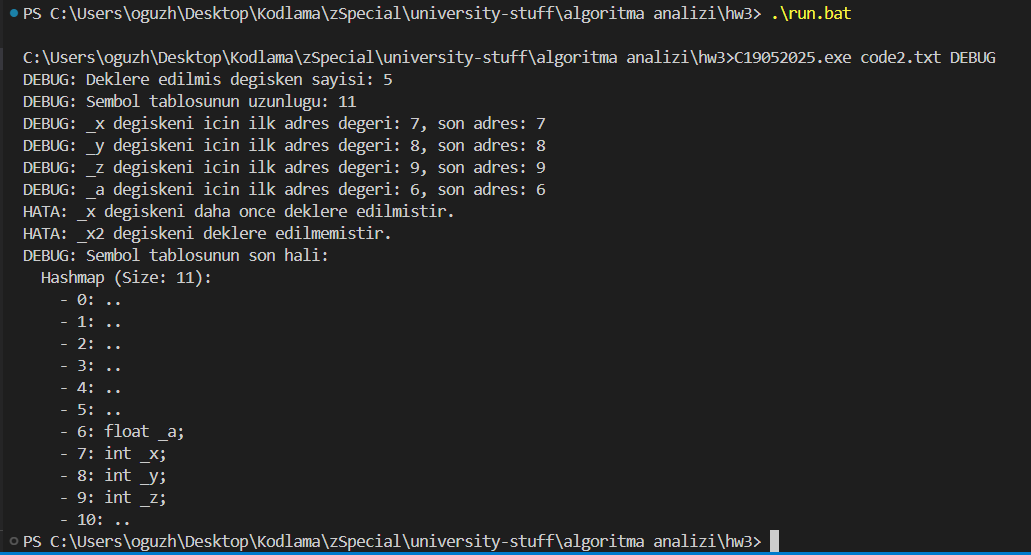 PS C:\Users\oguzh\Desktop\Kodlama\zSpecial\university-stuff\algoritma analizi\hw3> .\run.bat
C:\Users\oguzh\Desktop\Kodlama\zSpecial\university-stuff\algoritma analizi\hw3>C19052025.exe code2.txt DEBUG
DEBUG: Deklere edilmis degisken sayisi: 5
DEBUG: Sembol tablosunun uzunlugu: 11
DEBUG: _x degiskeni icin ilk adres degeri: 7, son adres: 7
DEBUG: _y degiskeni icin ilk adres degeri: 8, son adres: 8
DEBUG: _z degiskeni icin ilk adres degeri: 9, son adres: 9
DEBUG: _a degiskeni icin ilk adres degeri: 6, son adres: 6
HATA: _x degiskeni daha once deklere edilmistir.
HATA: _x2 degiskeni deklere edilmemistir.
DEBUG: Sembol tablosunun son hali:
Hashmap (Size: 11):
- 0: ..
- 1: ..
- 2: ..
- 3: ..
- 4: ..
- 5: ..
- 6: float _a;
- 7: int _x;
- 8: int _y;
- 9: int _z;
- 10: ..
PS C:\Users\oguzh\Desktop\Kodlama\zSpecial\university-stuff\algoritma analizi\hw3>